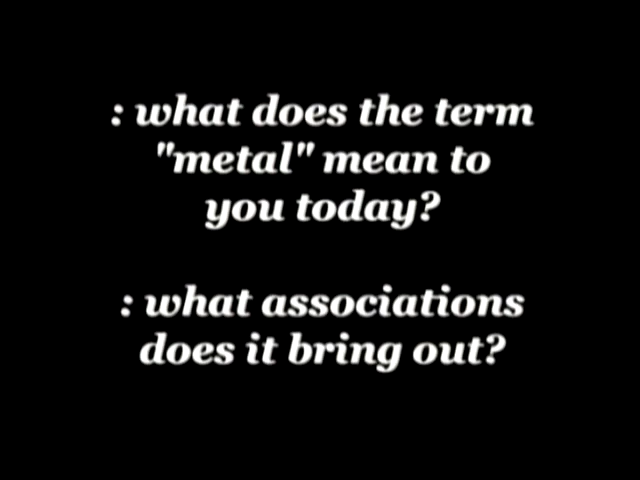 : what does the term
"metal" mean to
you today?
: what associations
does it bring out?